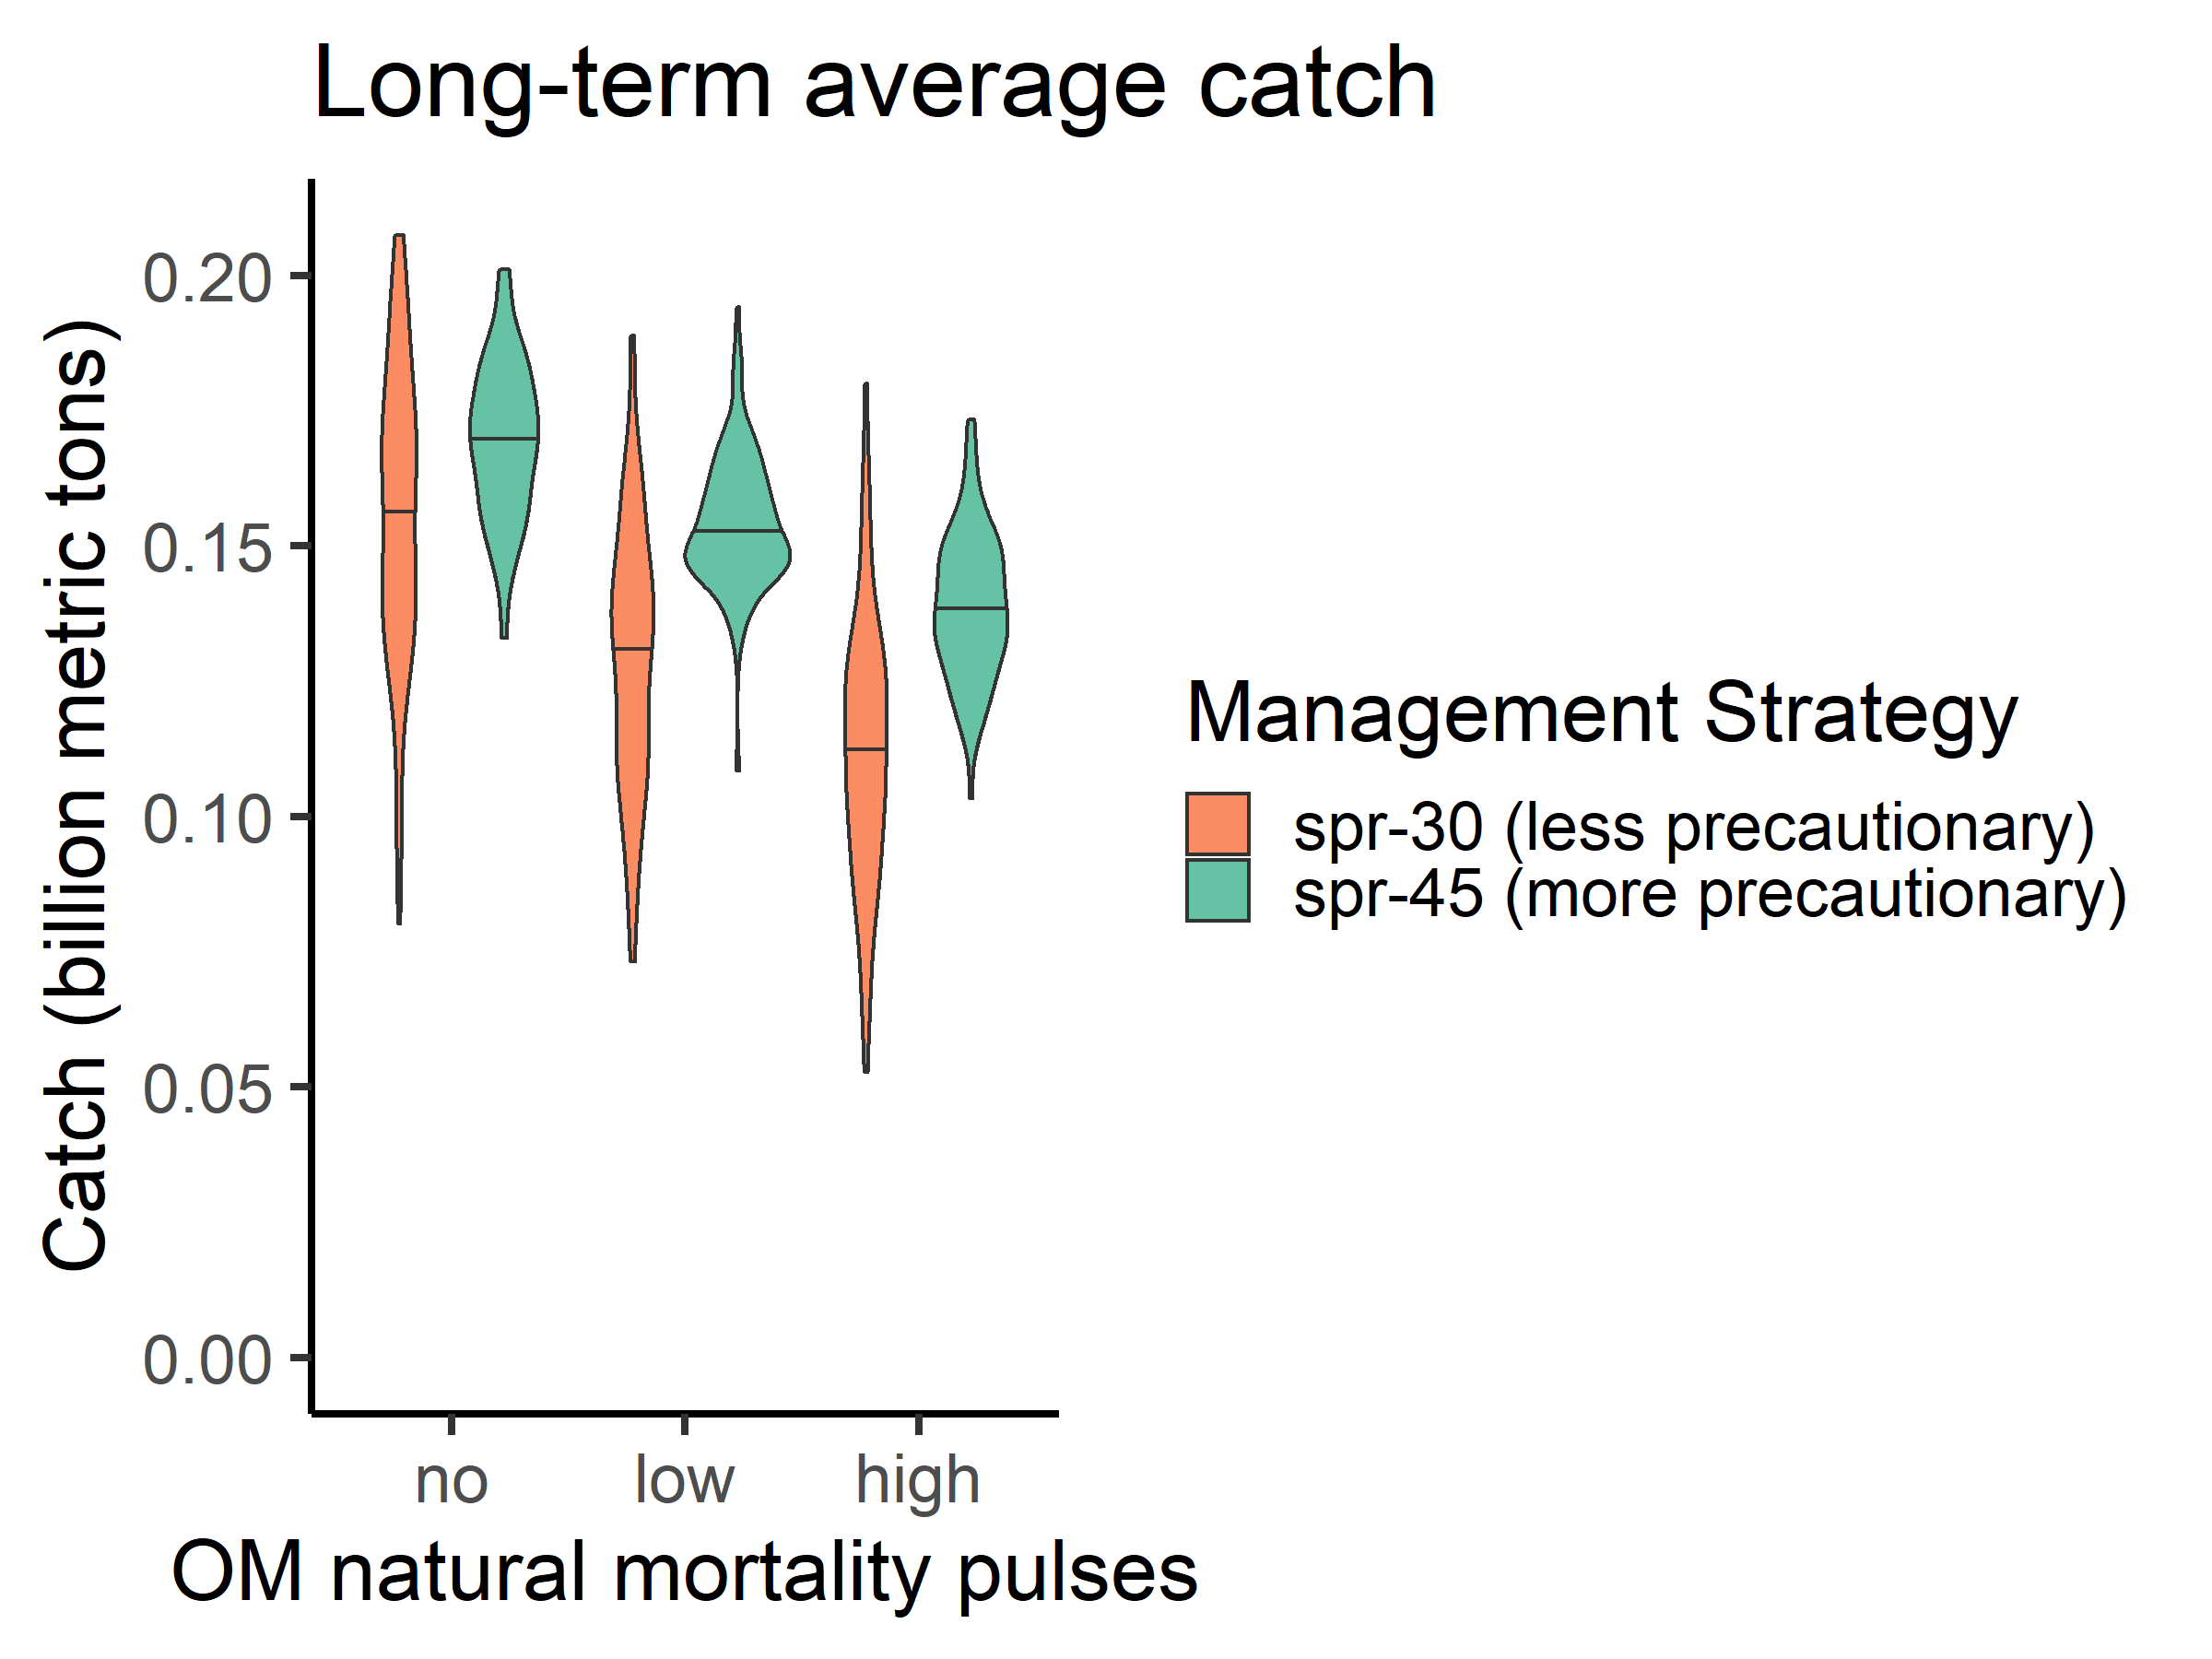 Long-term average catch
Catch (billion metric tons)
0.20
0.15
0.10
0.05
0.00
no
low
high
OM natural mortality pulses
Management Strategy
spr-30 (less precautionary)
spr-45 (more precautionary)